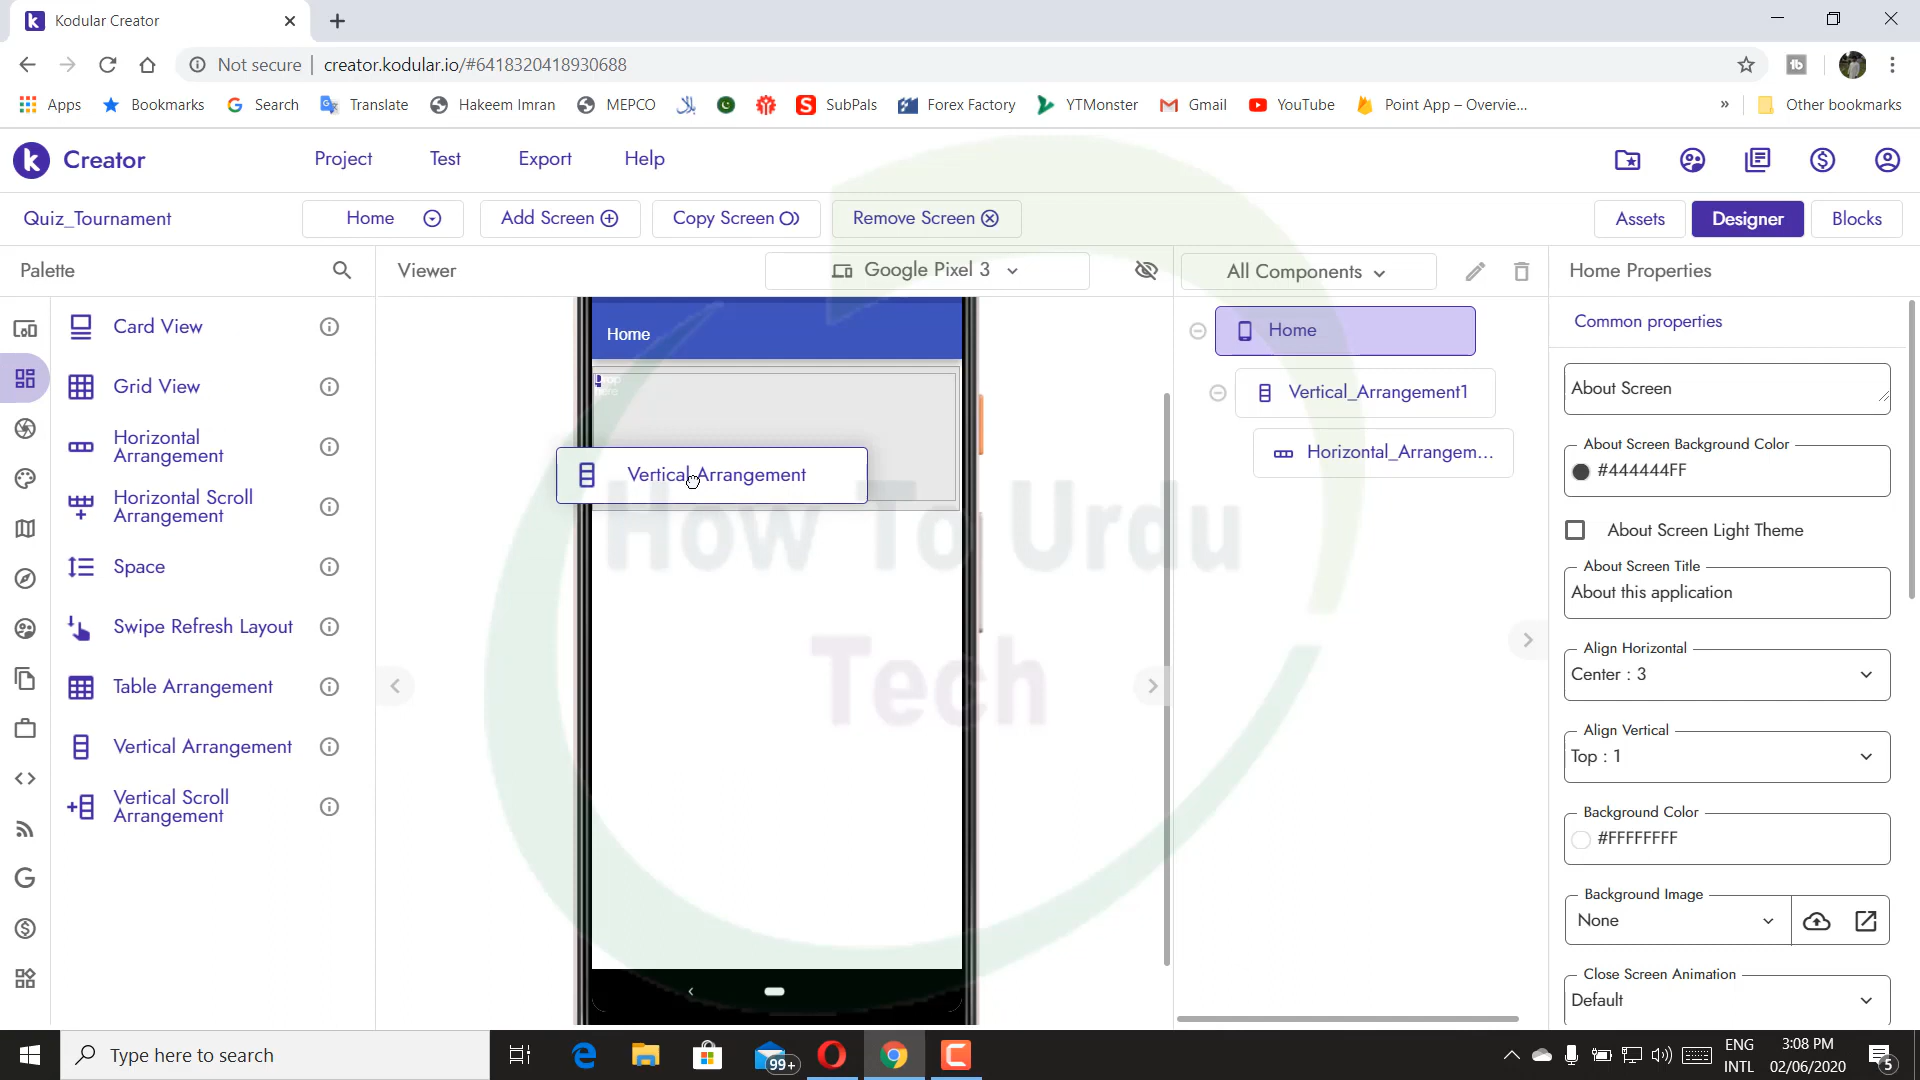 Kodular Creator
Not secure | creator.kodular.io/#6418320418930688
Apps Bookmarks Search Translate Hakeem Imran MEPCO SubPals Forex Factory YTMonster Gmail YouTube Point App – Overvie... » Other bookmarks
Creator Project Test Export Help
Quiz_Tournament Home Add Screen Copy Screen Remove Screen Assets Designer Blocks
Palette Viewer Google Pixel 3 All Components Home Properties
Card View
Grid View
Horizontal
Arrangement
Horizontal Scroll
Arrangement
Space
Swipe Refresh Layout
Table Arrangement
Vertical Arrangement
Vertical Scroll
Arrangement
Home
Drop
here
Vertical Arrangement
How To Urdu
Tech
Home
Vertical_Arrangement1
Horizontal_Arrangem...
Common properties
About Screen
About Screen Background Color
#444444FF
About Screen Light Theme
About Screen Title
About this application
Align Horizontal
Center : 3
Align Vertical
Top : 1
Background Color
#FFFFFFFF
Background Image
None
Close Screen Animation
Default
Type here to search
99+
ENG
INTL
3:08 PM
02/06/2020
5